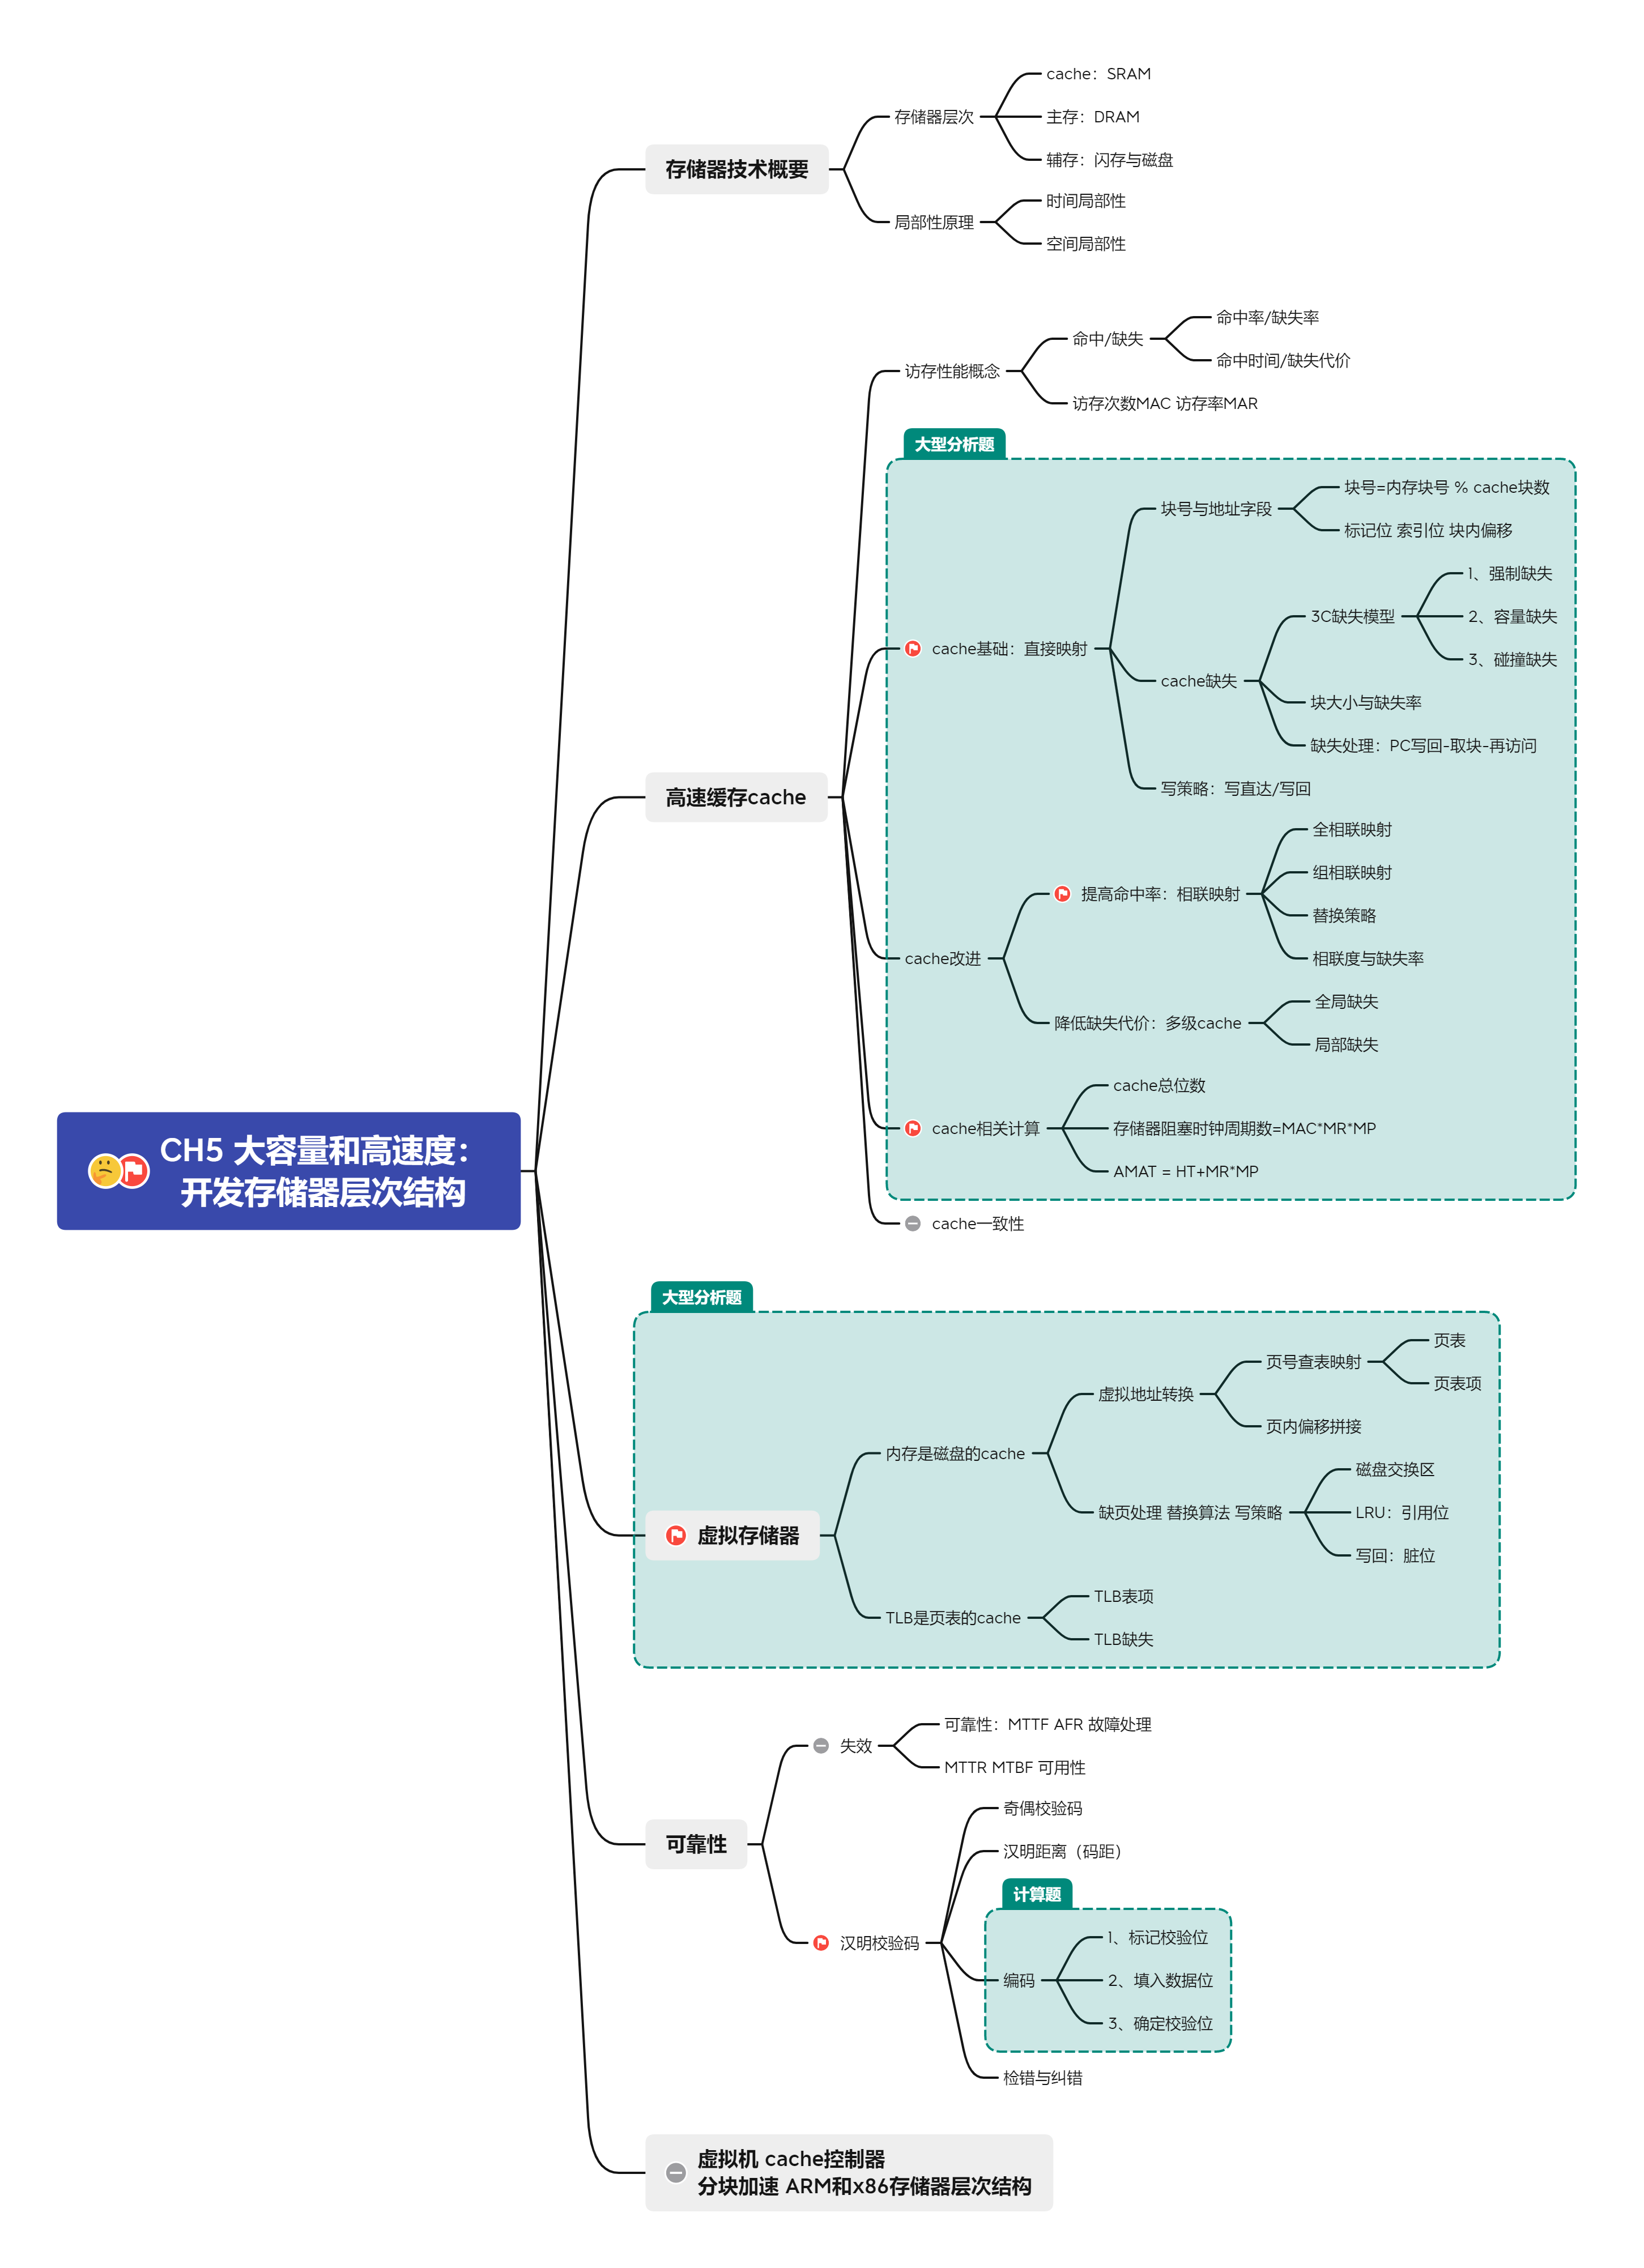 CH5 大容量和高速度：
开发存储器层次结构
存储器技术概要
存储器层次
cache：SRAM
主存：DRAM
辅存：闪存与磁盘
局部性原理
时间局部性
空间局部性
高速缓存cache
访存性能概念
命中/缺失
命中率/缺失率
命中时间/缺失代价
访存次数MAC 访存率MAR
大型分析题
cache基础：直接映射
块号与地址字段
块号=内存块号 % cache块数
标记位 索引位 块内偏移
cache缺失
3C缺失模型
1、强制缺失
2、容量缺失
3、碰撞缺失
块大小与缺失率
缺失处理：PC写回-取块-再访问
写策略：写直达/写回
cache改进
提高命中率：相联映射
全相联映射
组相联映射
替换策略
相联度与缺失率
降低缺失代价：多级cache
全局缺失
局部缺失
cache相关计算
cache总位数
存储器阻塞时钟周期数=MAC*MR*MP
AMAT = HT+MR*MP
cache一致性
大型分析题
虚拟存储器
内存是磁盘的cache
虚拟地址转换
页号查表映射
页表
页表项
页内偏移拼接
缺页处理 替换算法 写策略
磁盘交换区
LRU：引用位
写回：脏位
TLB是页表的cache
TLB表项
TLB缺失
可靠性
失效
可靠性：MTTF AFR 故障处理
MTTR MTBF 可用性
汉明校验码
奇偶校验码
汉明距离（码距）
计算题
编码
1、标记校验位
2、填入数据位
3、确定校验位
检错与纠错
虚拟机 cache控制器
分块加速 ARM和x86存储器层次结构